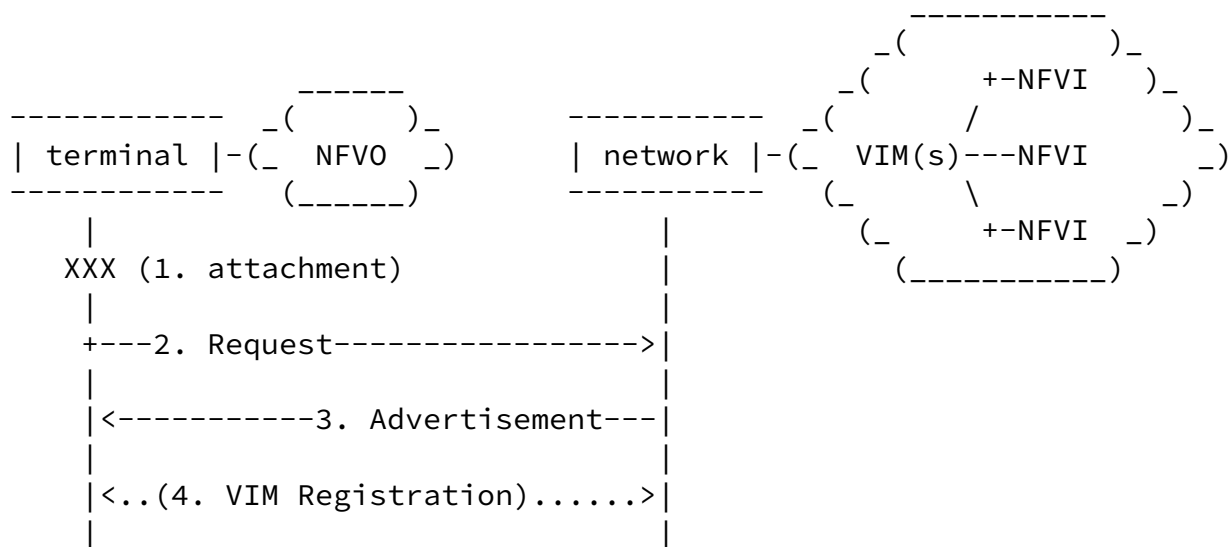 +-NFVI
| terminal |-(_ NFVO _) | network |-(_ VIM(s)---NFVI _)
+-NFVI
XXX (1. attachment)
+---2. Request----------------->|
|<-----------3. Advertisement---|
|<..(4. VIM Registration)......>|